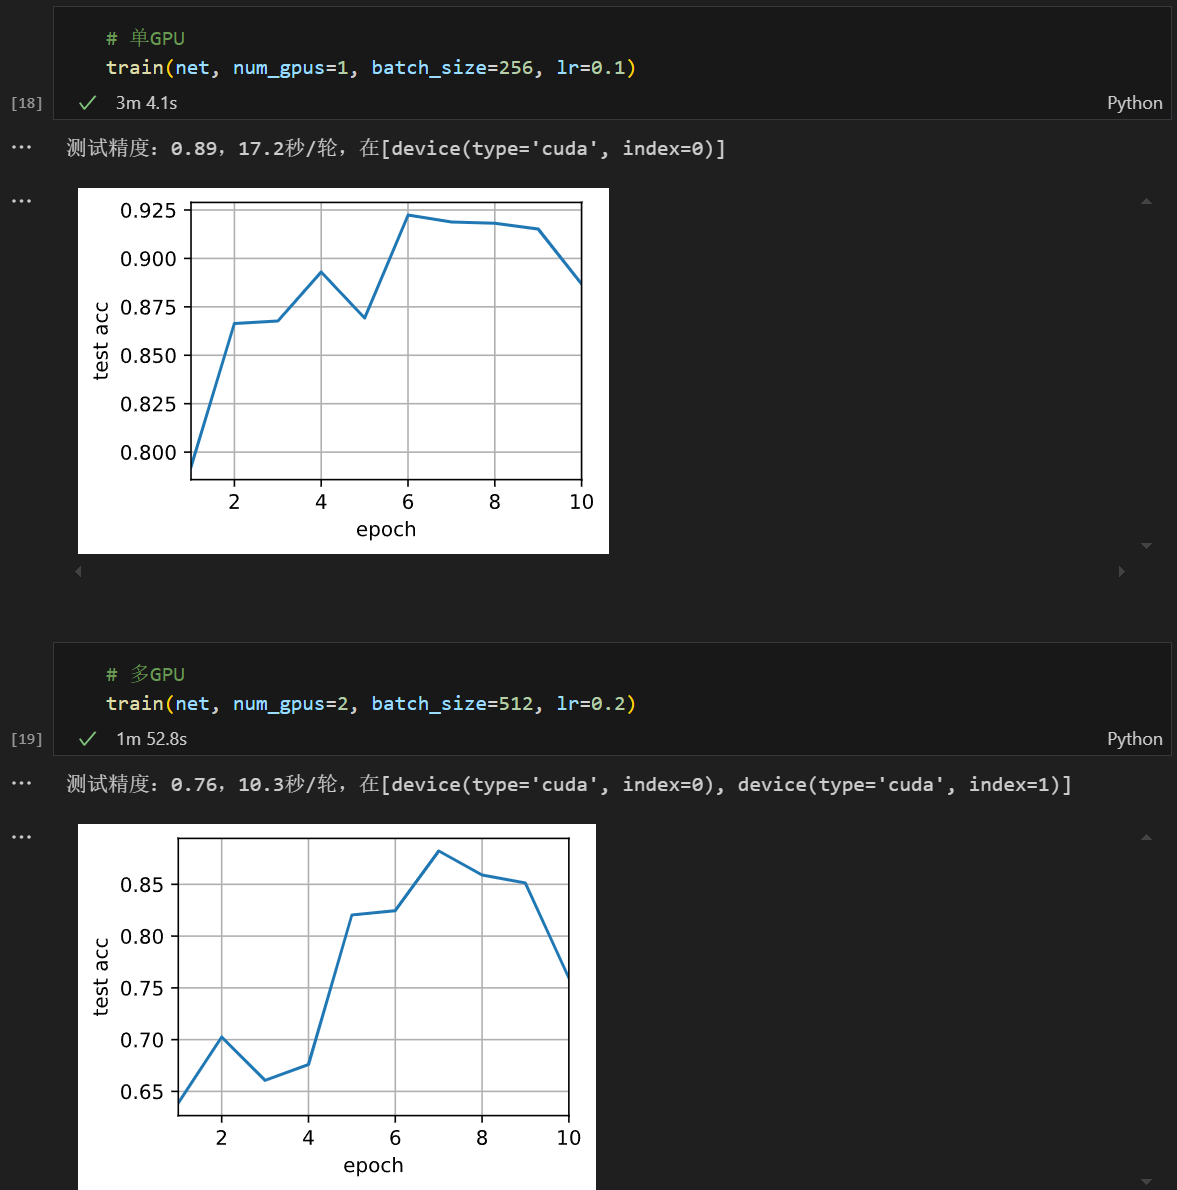 # 单GPU
train(net, num_gpus=1, batch_size=256, lr=0.1)
[18]
3m 4.1s
Python
测试精度：0.89，17.2秒/轮，在[device(type='cuda', index=0)]
0.925
0.900
0.875
0.850
0.825
0.800
test acc
2 4 6 8 10
epoch
# 多GPU
train(net, num_gpus=2, batch_size=512, lr=0.2)
[19]
1m 52.8s
Python
测试精度：0.76，10.3秒/轮，在[device(type='cuda', index=0), device(type='cuda', index=1)]
0.85
0.80
0.75
0.70
0.65
test acc
2 4 6 8 10
epoch